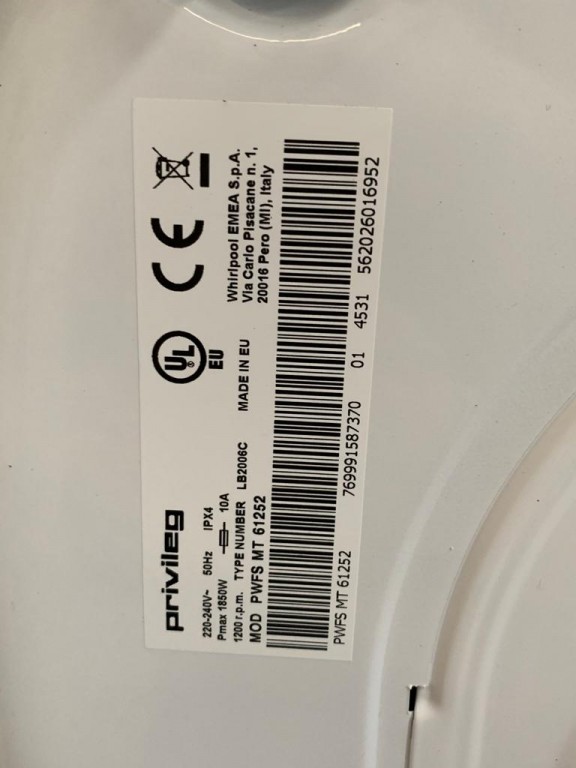 privileg
220-240V~ 50Hz IPX4
Pmax 1850W 10A
1200 r.p.m. TYPE NUMBER LB2006C MADE IN EU
MOD PWFS MT 61252
UL
®
EU
CE
Whirlpool EMEA S.p.A.
Via Carlo Pisacane n. 1,
20016 Pero (MI), Italy
PWFS MT 61252 769991587370 01 4531 562026016952